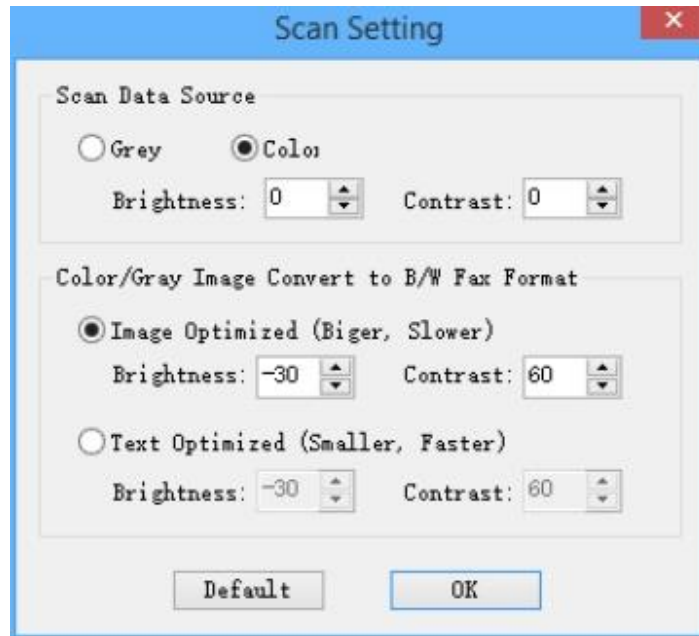 Scan Setting
Scan Data Source
Grey Color
Brightness: 0 Contrast: 0
Color/Gray Image Convert to B/W Fax Format
Image Optimized (Biger, Slower)
Brightness: -30 Contrast: 60
Text Optimized (Smaller, Faster)
Brightness: -30 Contrast: 60
Default OK